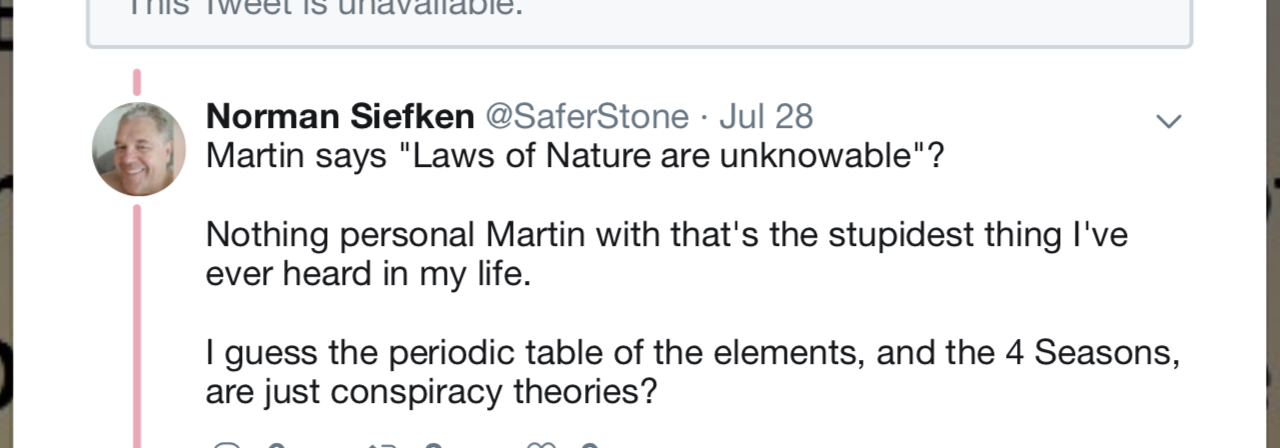 This Tweet is unavailable.
Norman Siefken @SaferStone · Jul 28
Martin says "Laws of Nature are unknowable"?
Nothing personal Martin with that's the stupidest thing I've
ever heard in my life.
I guess the periodic table of the elements, and the 4 Seasons,
are just conspiracy theories?